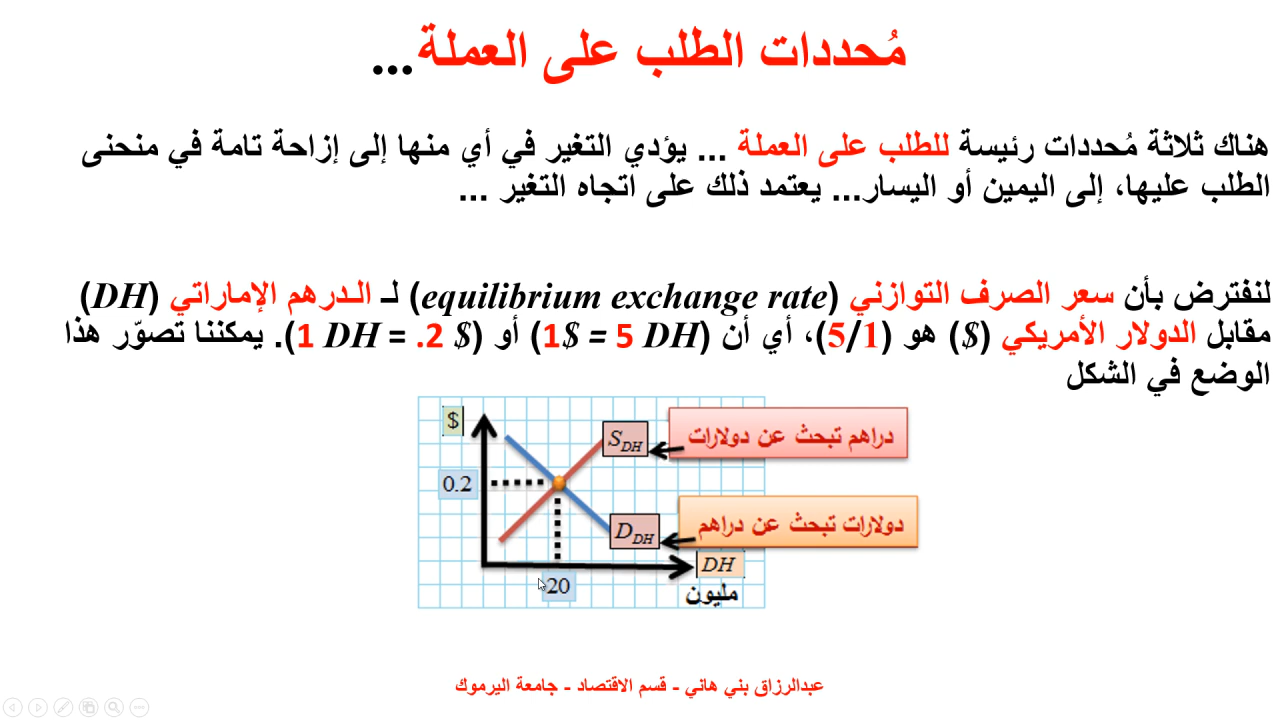 مُحددات الطلب على العملة...
هناك ثلاثة مُحددات رئيسة للطلب على العملة ... يؤدي التغير في أي منها إلى إزاحة تامة في منحنى
الطلب عليها، إلى اليمين أو اليسار... يعتمد ذلك على اتجاه التغير ...
لنفترض بأن سعر الصرف التوازني (equilibrium exchange rate) لـ الـدرهم الإماراتي (DH)
مقابل الدولار الأمريكي ($) هو (5/1)، أي أن (1$ = 5 DH) أو (1 DH = .2 $). يمكننا تصوّر هذا
الوضع في الشكل
$
S_DH
دراهم تبحث عن دولارات
0.2
D_DH
دولارات تبحث عن دراهم
DH
20
مليون
عبدالرزاق بني هاني - قسم الاقتصاد - جامعة اليرموك